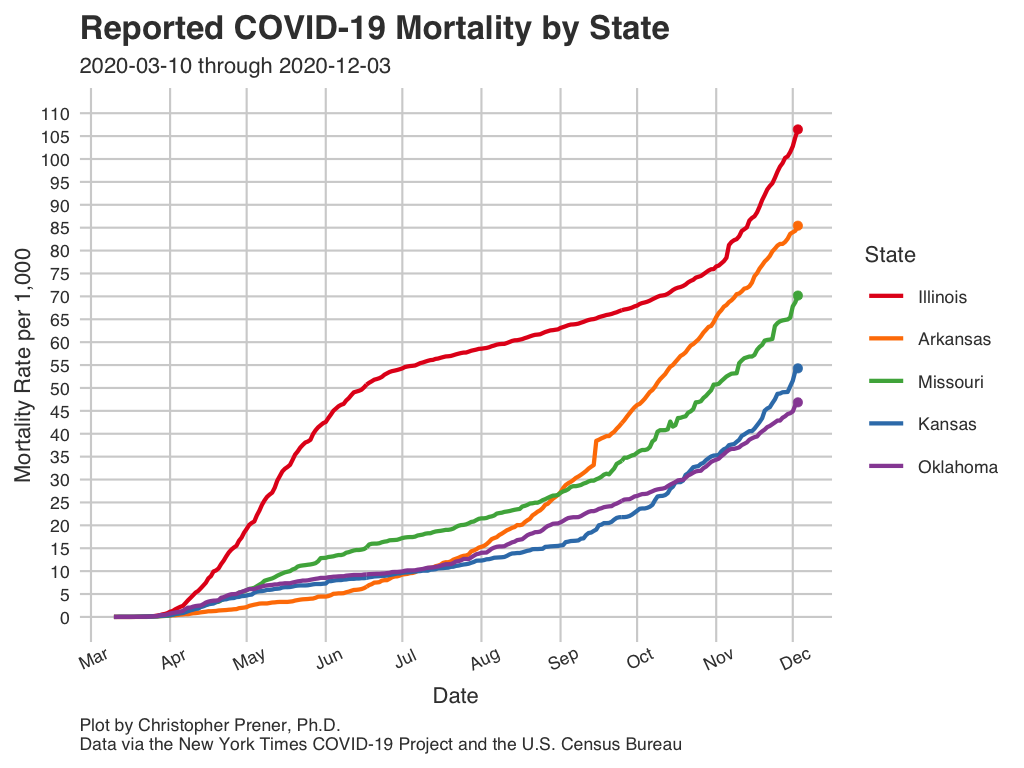 Reported COVID-19 Mortality by State
2020-03-10 through 2020-12-03
Mortality Rate per 1,000
110
105
100
95
90
85
80
75
70
65
60
55
50
45
40
35
30
25
20
15
10
5
0
Mar
Apr
May
Jun
Jul
Aug
Sep
Oct
Nov
Dec
Date
State
Illinois
Arkansas
Missouri
Kansas
Oklahoma
Plot by Christopher Prener, Ph.D.
Data via the New York Times COVID-19 Project and the U.S. Census Bureau